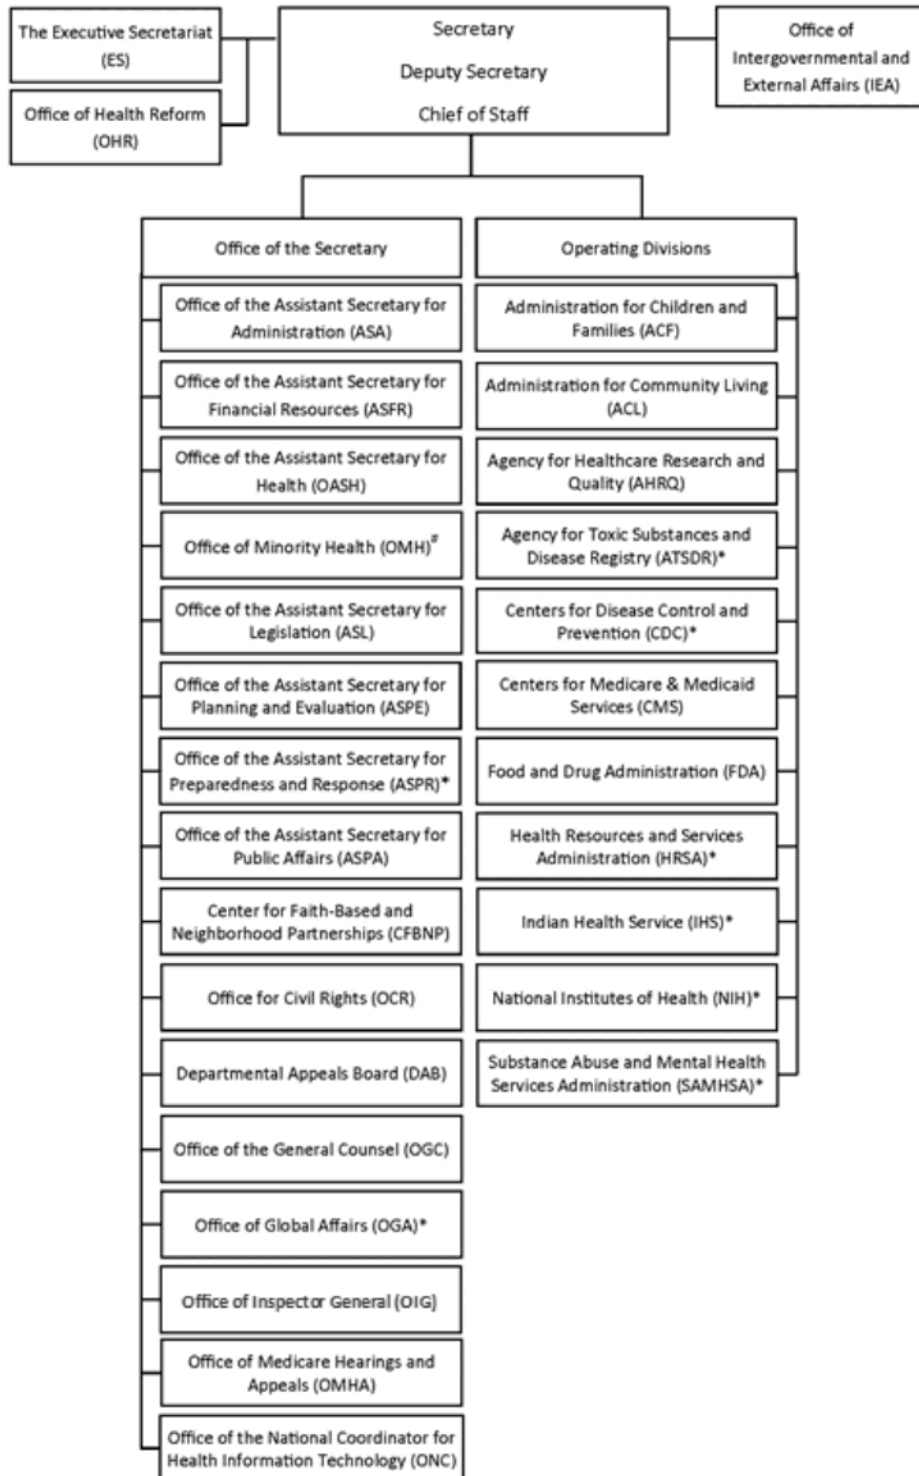 The Executive Secretariat
(ES)
Office of Health Reform
(OHR)
Secretary
Deputy Secretary
Chief of Staff
Office of
Intergovernmental and
External Affairs (IEA)
Office of the Secretary
Office of the Assistant Secretary for
Administration (ASA)
Office of the Assistant Secretary for
Financial Resources (ASFR)
Office of the Assistant Secretary for
Health (OASH)
Office of Minority Health (OMH)#
Office of the Assistant Secretary for
Legislation (ASL)
Office of the Assistant Secretary for
Planning and Evaluation (ASPE)
Office of the Assistant Secretary for
Preparedness and Response (ASPR)*
Office of the Assistant Secretary for
Public Affairs (ASPA)
Center for Faith-Based and
Neighborhood Partnerships (CFBNP)
Office for Civil Rights (OCR)
Departmental Appeals Board (DAB)
Office of the General Counsel (OGC)
Office of Global Affairs (OGA)*
Office of Inspector General (OIG)
Office of Medicare Hearings and
Appeals (OMHA)
Office of the National Coordinator for
Health Information Technology (ONC)
Operating Divisions
Administration for Children and
Families (ACF)
Administration for Community Living
(ACL)
Agency for Healthcare Research and
Quality (AHRQ)
Agency for Toxic Substances and
Disease Registry (ATSDR)*
Centers for Disease Control and
Prevention (CDC)*
Centers for Medicare & Medicaid
Services (CMS)
Food and Drug Administration (FDA)
Health Resources and Services
Administration (HRSA)*
Indian Health Service (IHS)*
National Institutes of Health (NIH)*
Substance Abuse and Mental Health
Services Administration (SAMHSA)*